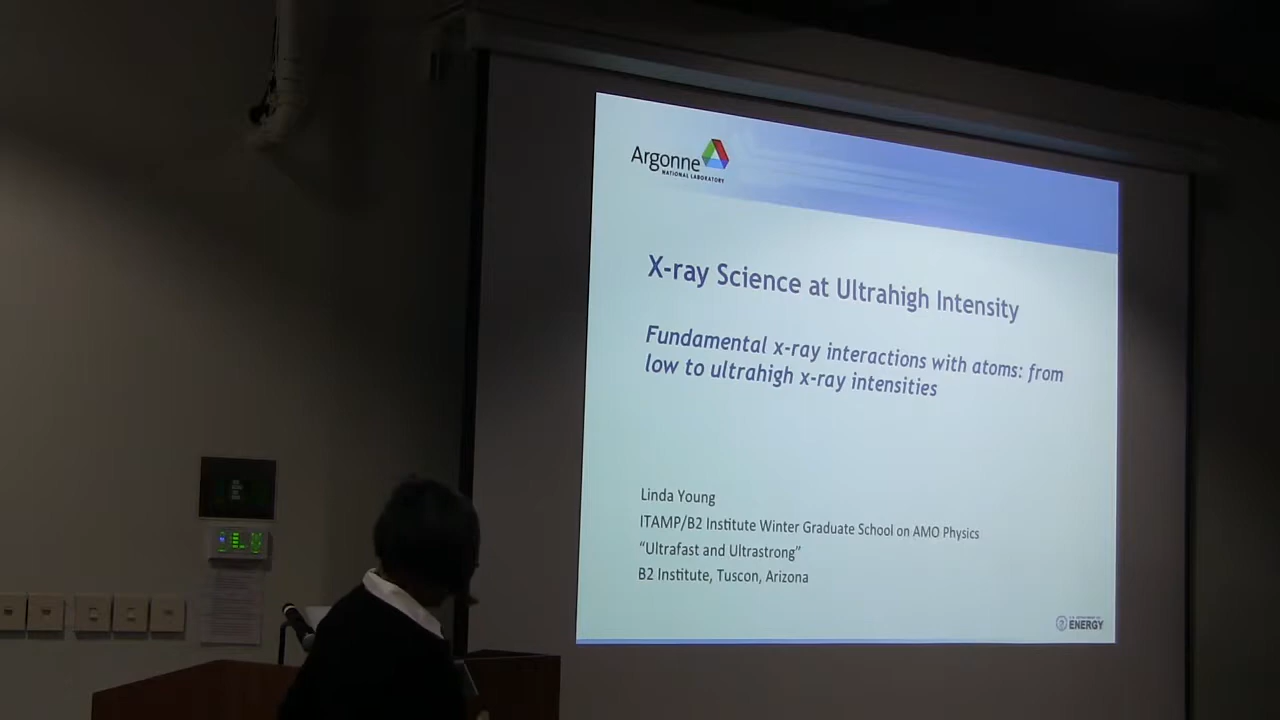 Argonne
NATIONAL LABORATORY
X-ray Science at Ultrahigh Intensity
Fundamental x-ray interactions with atoms: from
low to ultrahigh x-ray intensities
Linda Young
ITAMP/B2 Institute Winter Graduate School on AMO Physics
“Ultrafast and Ultrastrong”
B2 Institute, Tuscon, Arizona
ENERGY